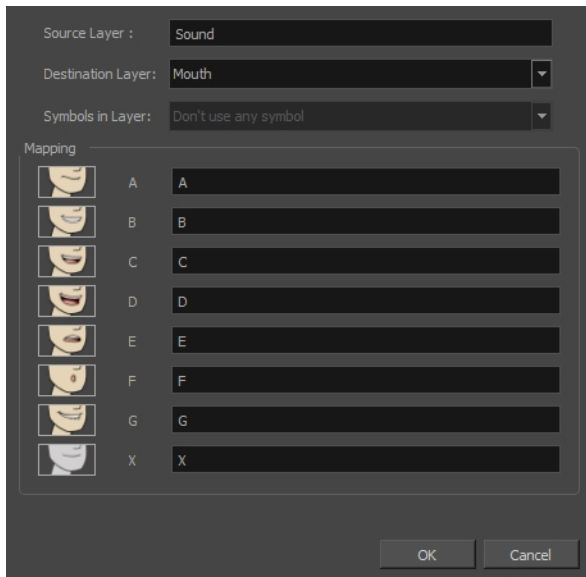 Source Layer : Sound
Destination Layer: Mouth
Symbols in Layer: Don't use any symbol
Mapping
A A
B B
C C
D D
E E
F F
G G
X X
OK Cancel